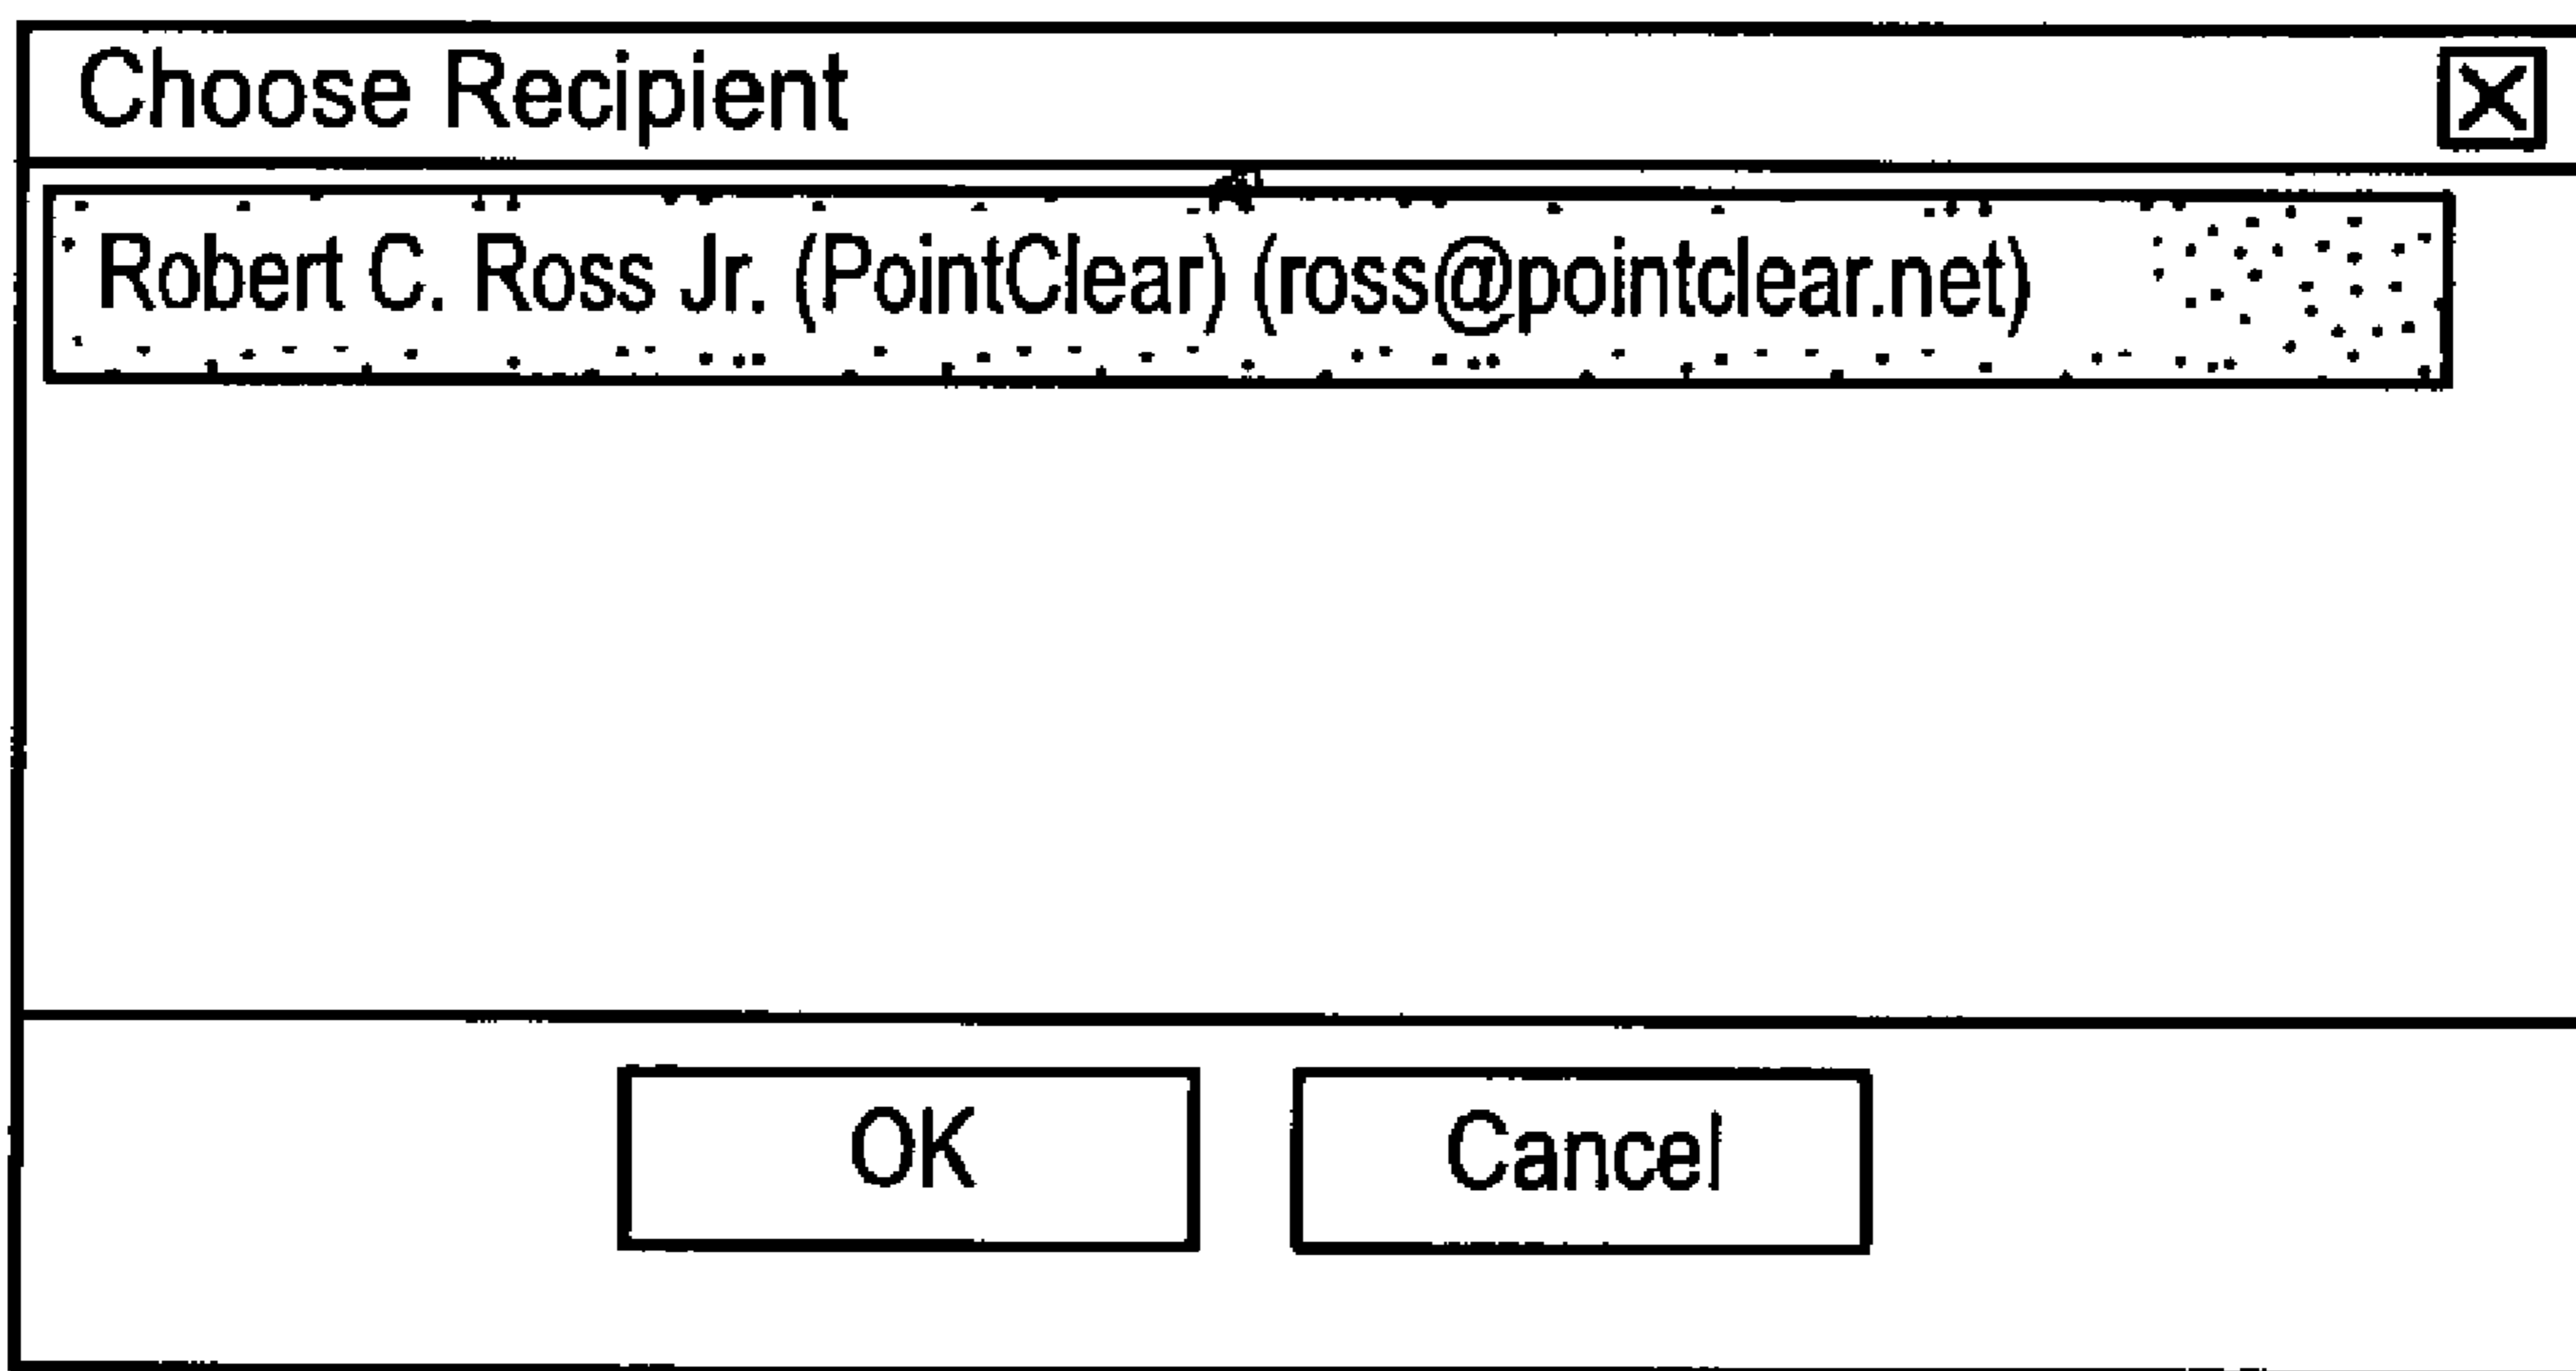 Choose Recipient
Robert C. Ross Jr. (PointClear) (ross@pointclear.net)
OK
Cancel